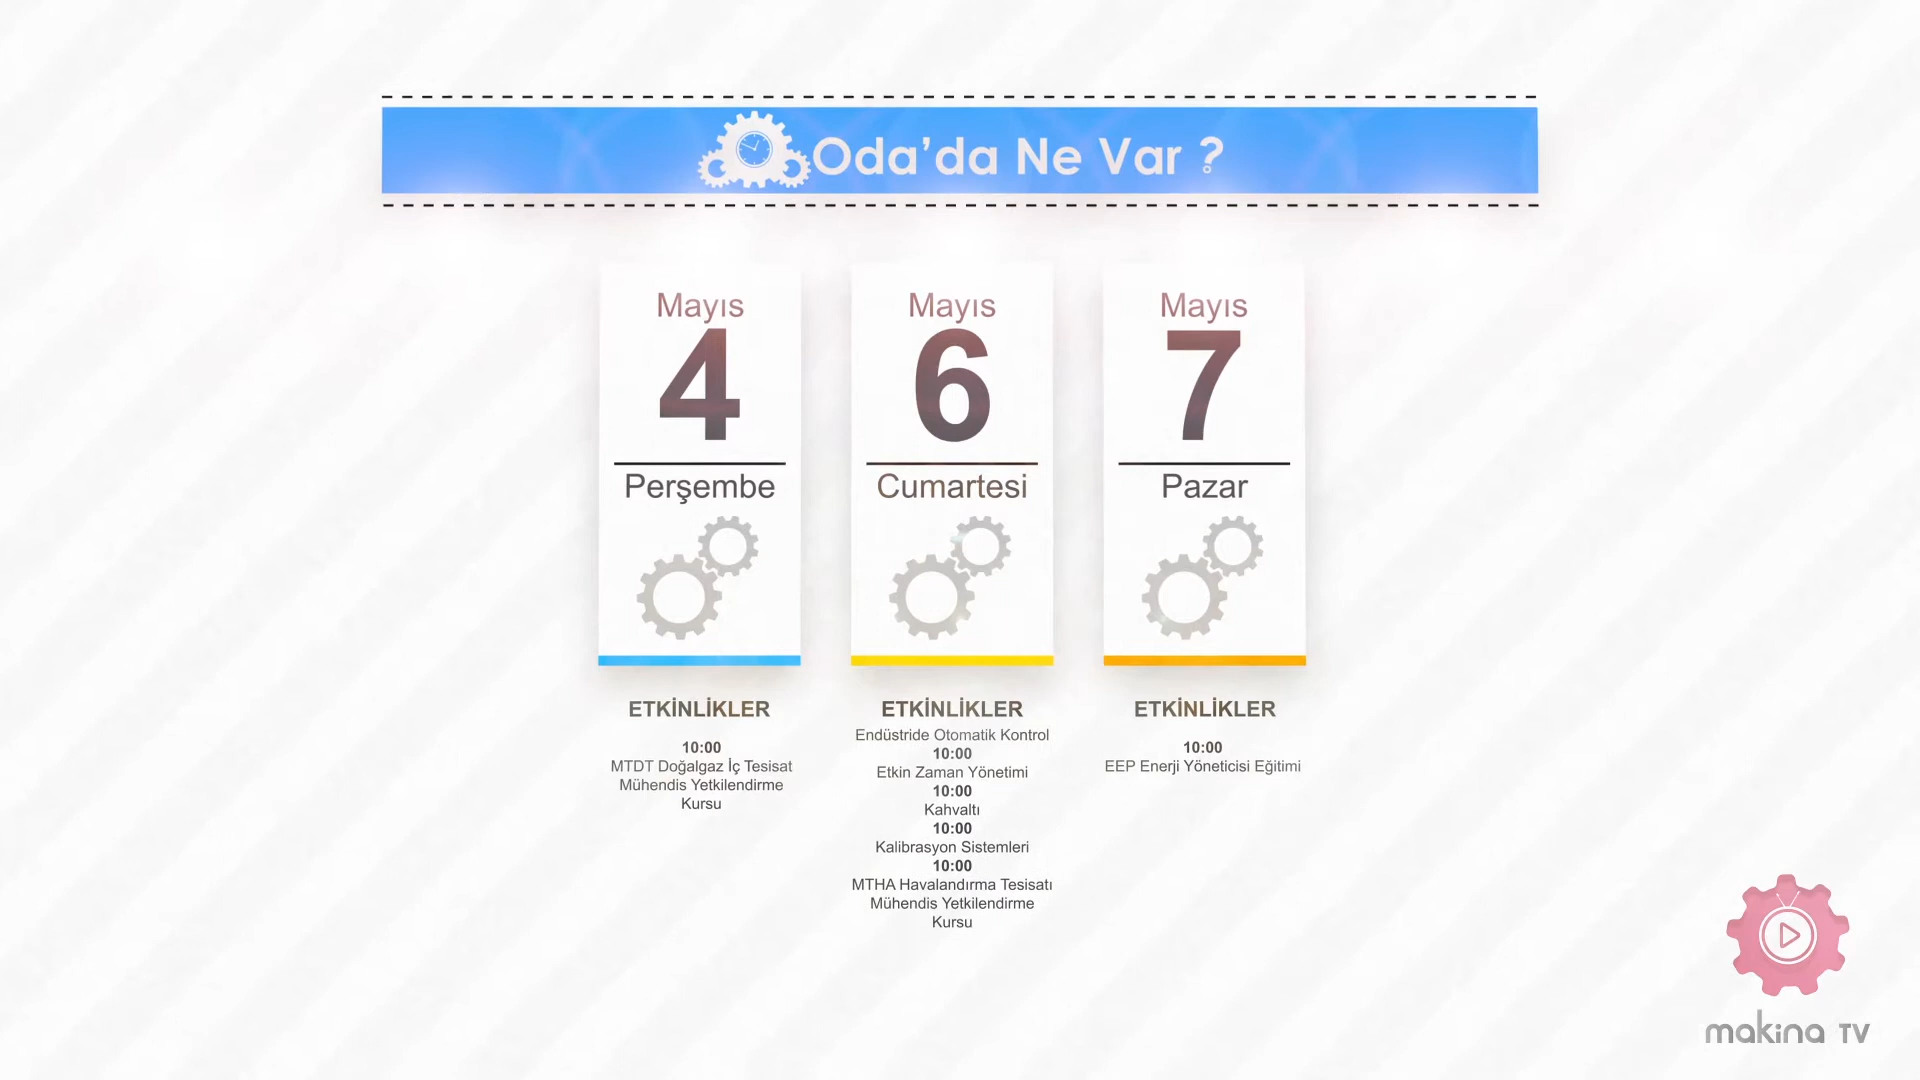 Oda’da Ne Var ?
Mayıs
4
Perşembe
ETKİNLİKLER
10:00
MTDT Doğalgaz İç Tesisat
Mühendis Yetkilendirme
Kursu
Mayıs
6
Cumartesi
ETKİNLİKLER
Endüstride Otomatik Kontrol
10:00
Etkin Zaman Yönetimi
10:00
Kahvaltı
10:00
Kalibrasyon Sistemleri
10:00
MTHA Havalandırma Tesisatı
Mühendis Yetkilendirme
Kursu
Mayıs
7
Pazar
ETKİNLİKLER
10:00
EEP Enerji Yöneticisi Eğitimi
makina TV